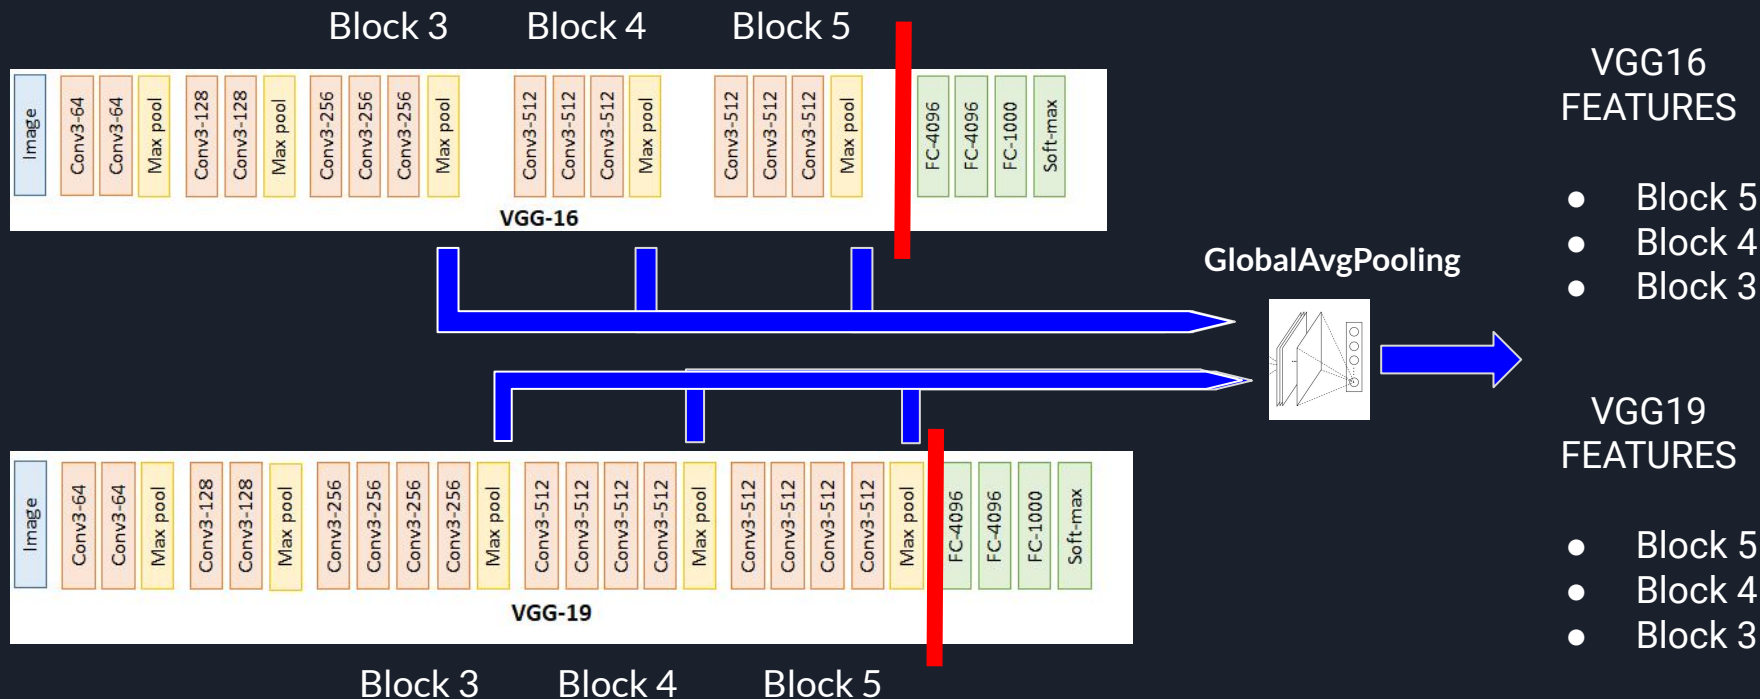 Block 3
Block 4
Block 5
Image
Conv3-64
Conv3-64
Max pool
Conv3-128
Conv3-128
Max pool
Conv3-256
Conv3-256
Conv3-256
Max pool
Conv3-512
Conv3-512
Conv3-512
Max pool
Conv3-512
Conv3-512
Conv3-512
Max pool
FC-4096
FC-4096
FC-1000
Soft-max
VGG-16
GlobalAvgPooling
VGG16
FEATURES
● Block 5
● Block 4
● Block 3
Image
Conv3-64
Conv3-64
Max pool
Conv3-128
Conv3-128
Max pool
Conv3-256
Conv3-256
Conv3-256
Conv3-256
Max pool
Conv3-512
Conv3-512
Conv3-512
Conv3-512
Max pool
Conv3-512
Conv3-512
Conv3-512
Conv3-512
Max pool
FC-4096
FC-4096
FC-1000
Soft-max
VGG-19
Block 3
Block 4
Block 5
VGG19
FEATURES
● Block 5
● Block 4
● Block 3